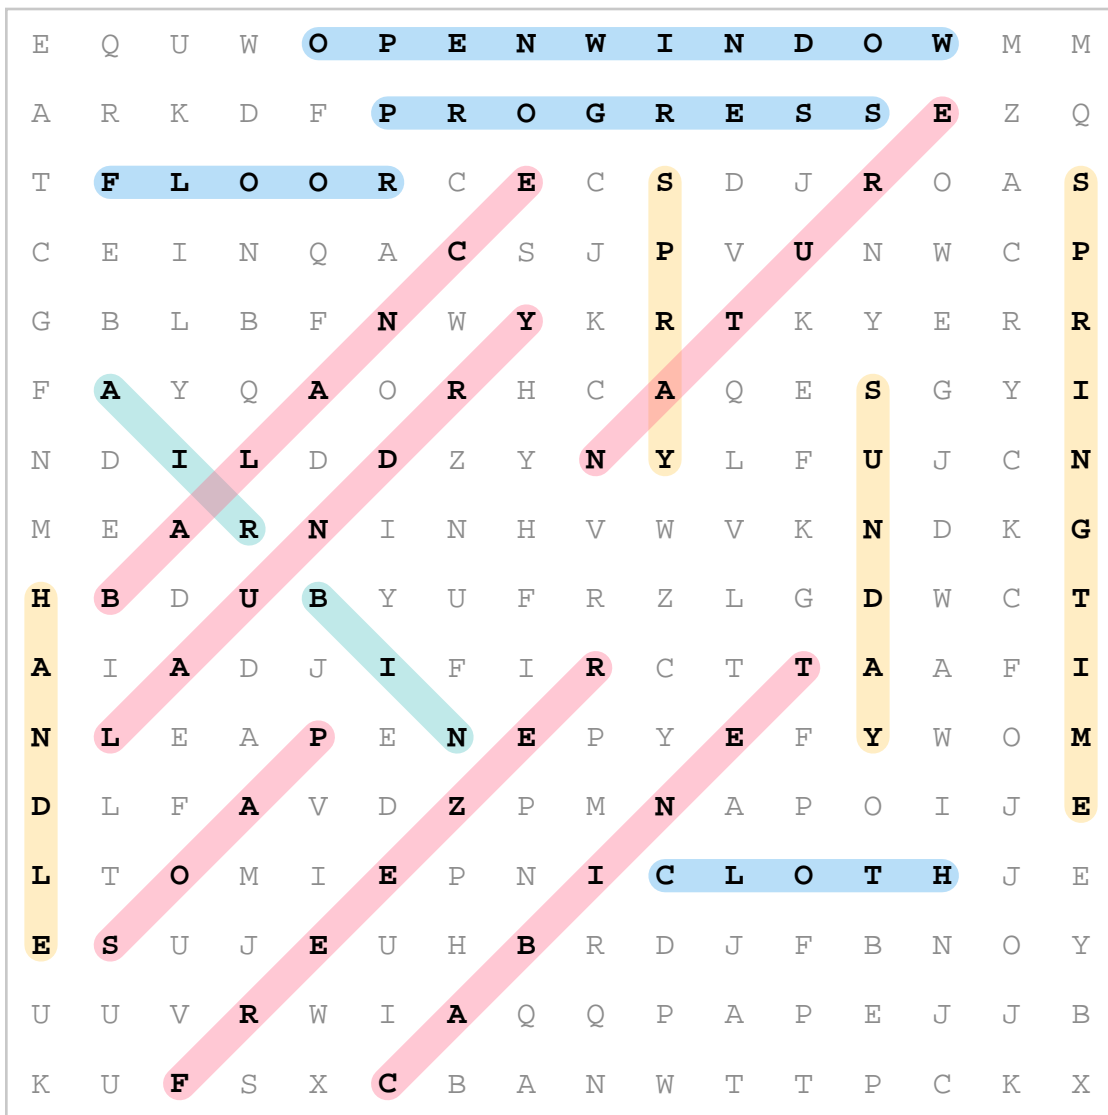 E Q U W O P E N W I N D O W M M
A R K D F P R O G R E S S E Z Q
T F L O O R C E C S D J R O A S
C E I N Q A C S J P V U N W C P
G B L B F N W Y K R T K Y E R R
F A Y Q A O R H C A Q E S G Y I
N D I L D D Z Y N Y L F U J C N
M E A R N I N H V W V K N D K G
H B D U B Y U F R Z L G D W C T
A I A D J I F I R C T T A A F I
N L E A P E N E P Y E F Y W O M
D L F A V D Z P M N A P O I J E
L T O M I E P N I C L O T H J E
E S U J E U H B R D J F B N O Y
U U V R W I A Q Q P A P E J J B
K U F S X C B A N W T T P C K X